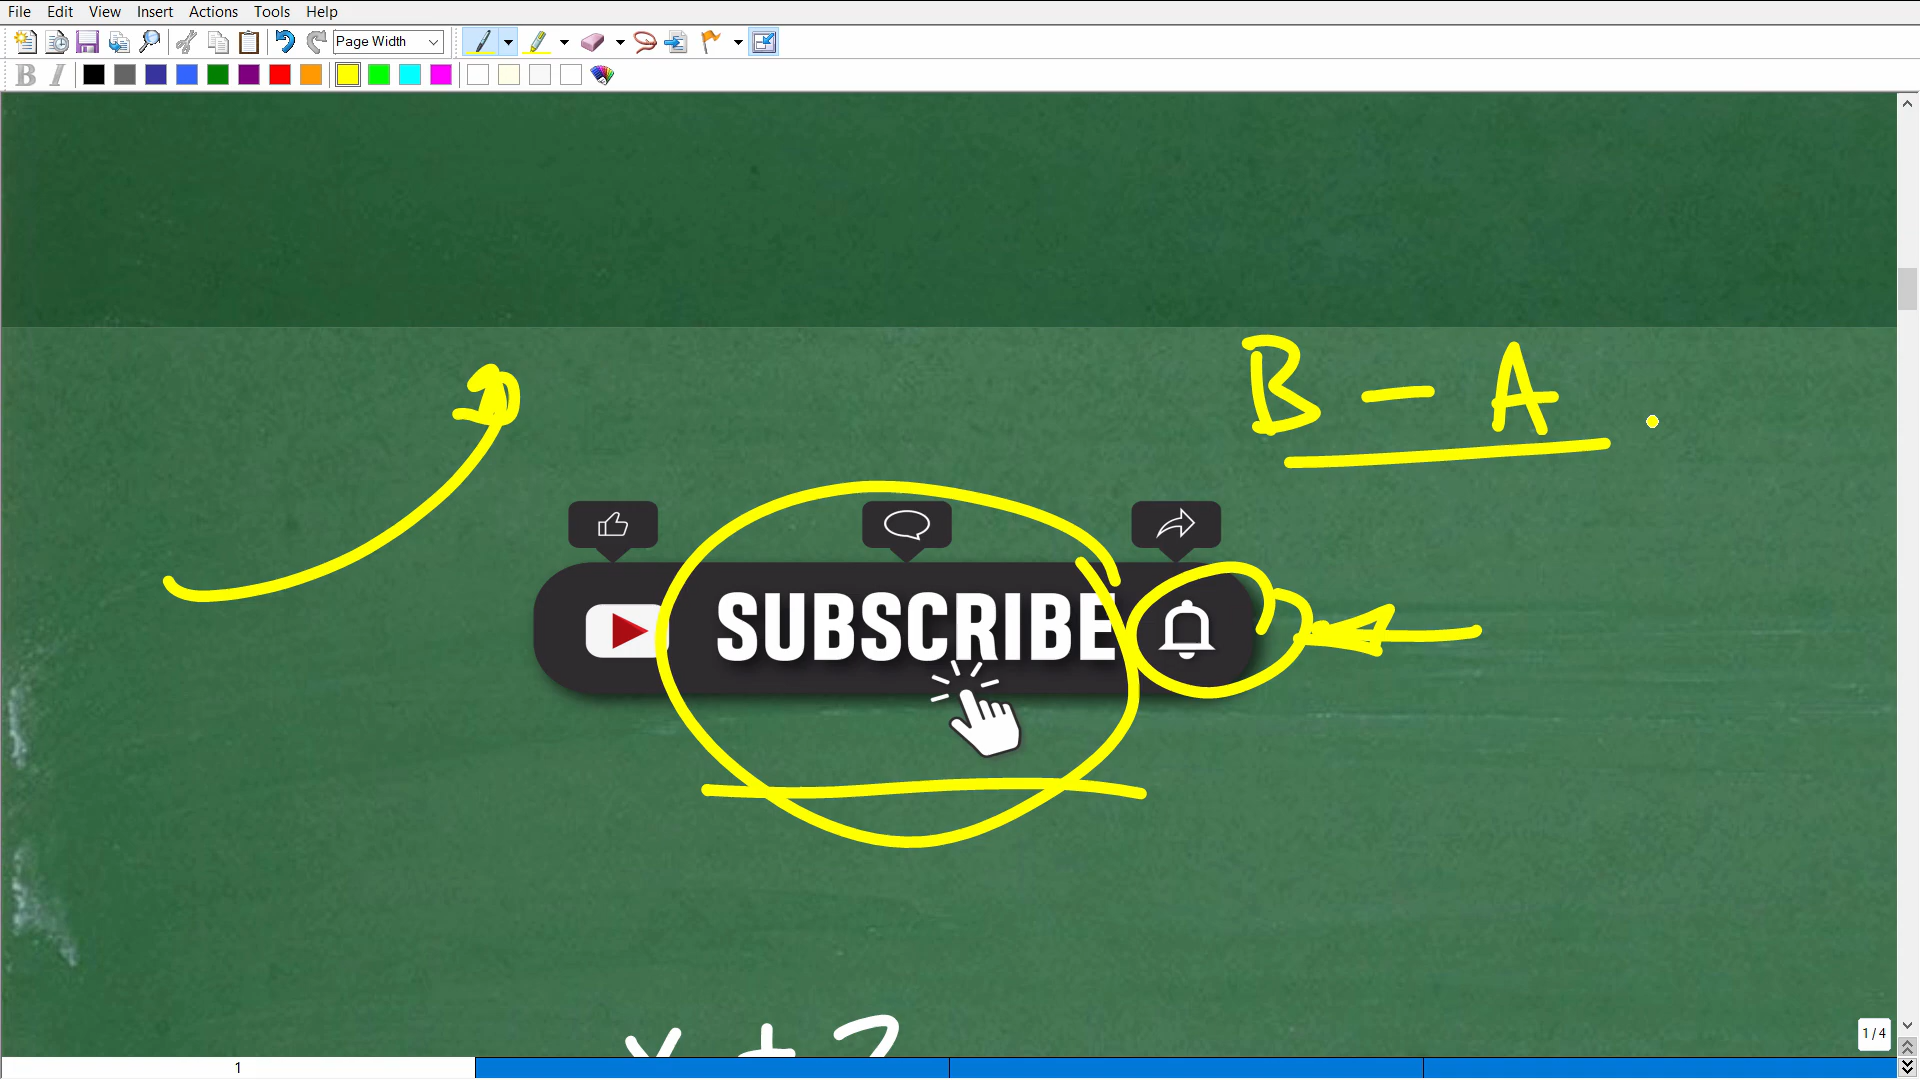 File Edit View Insert Actions Tools Help
Page Width
B I
B - A
SUBSCRIBE
1 / 4
1